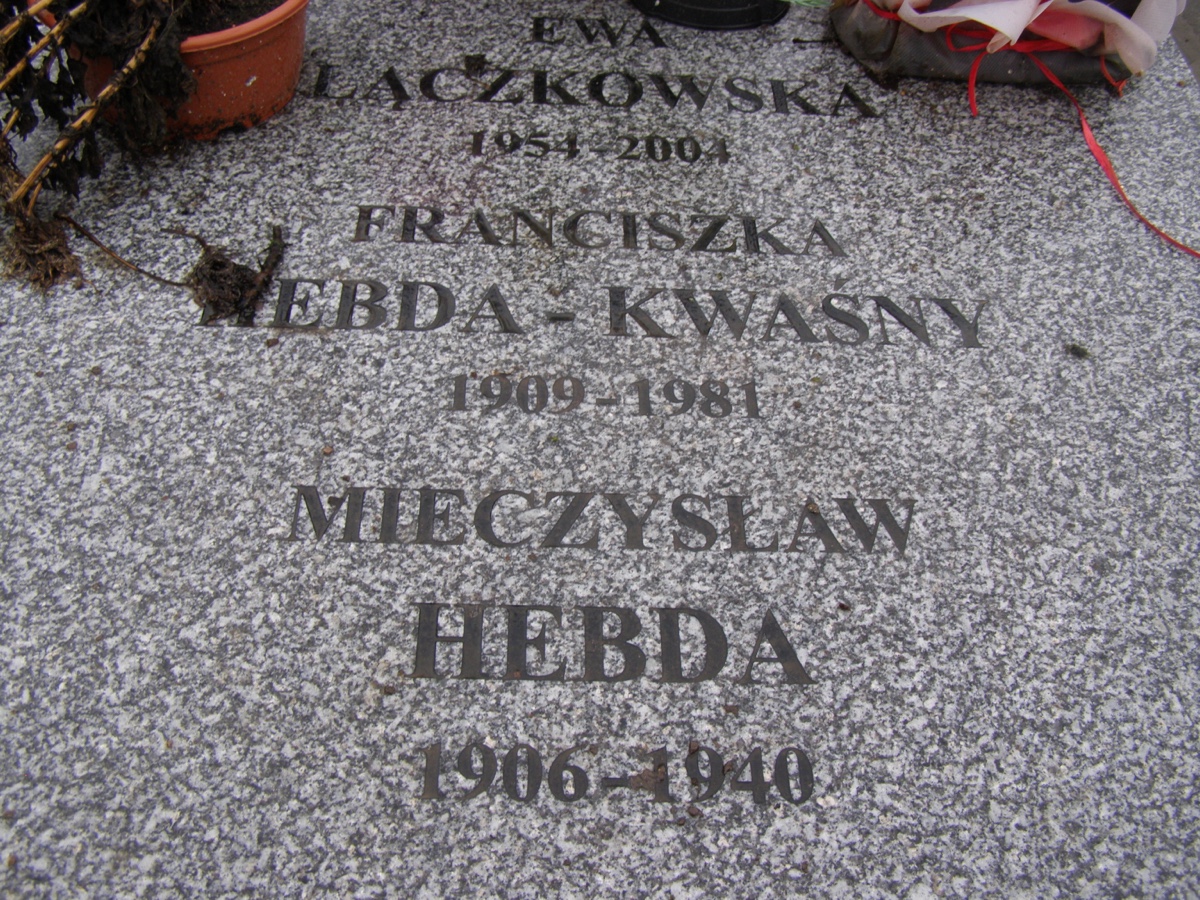 EWA
ŁĄCZKOWSKA
1954-2004
FRANCISZKA
HEBDA - KWAŚNY
1909-1981
MIECZYSŁAW
HEBDA
1906-1940